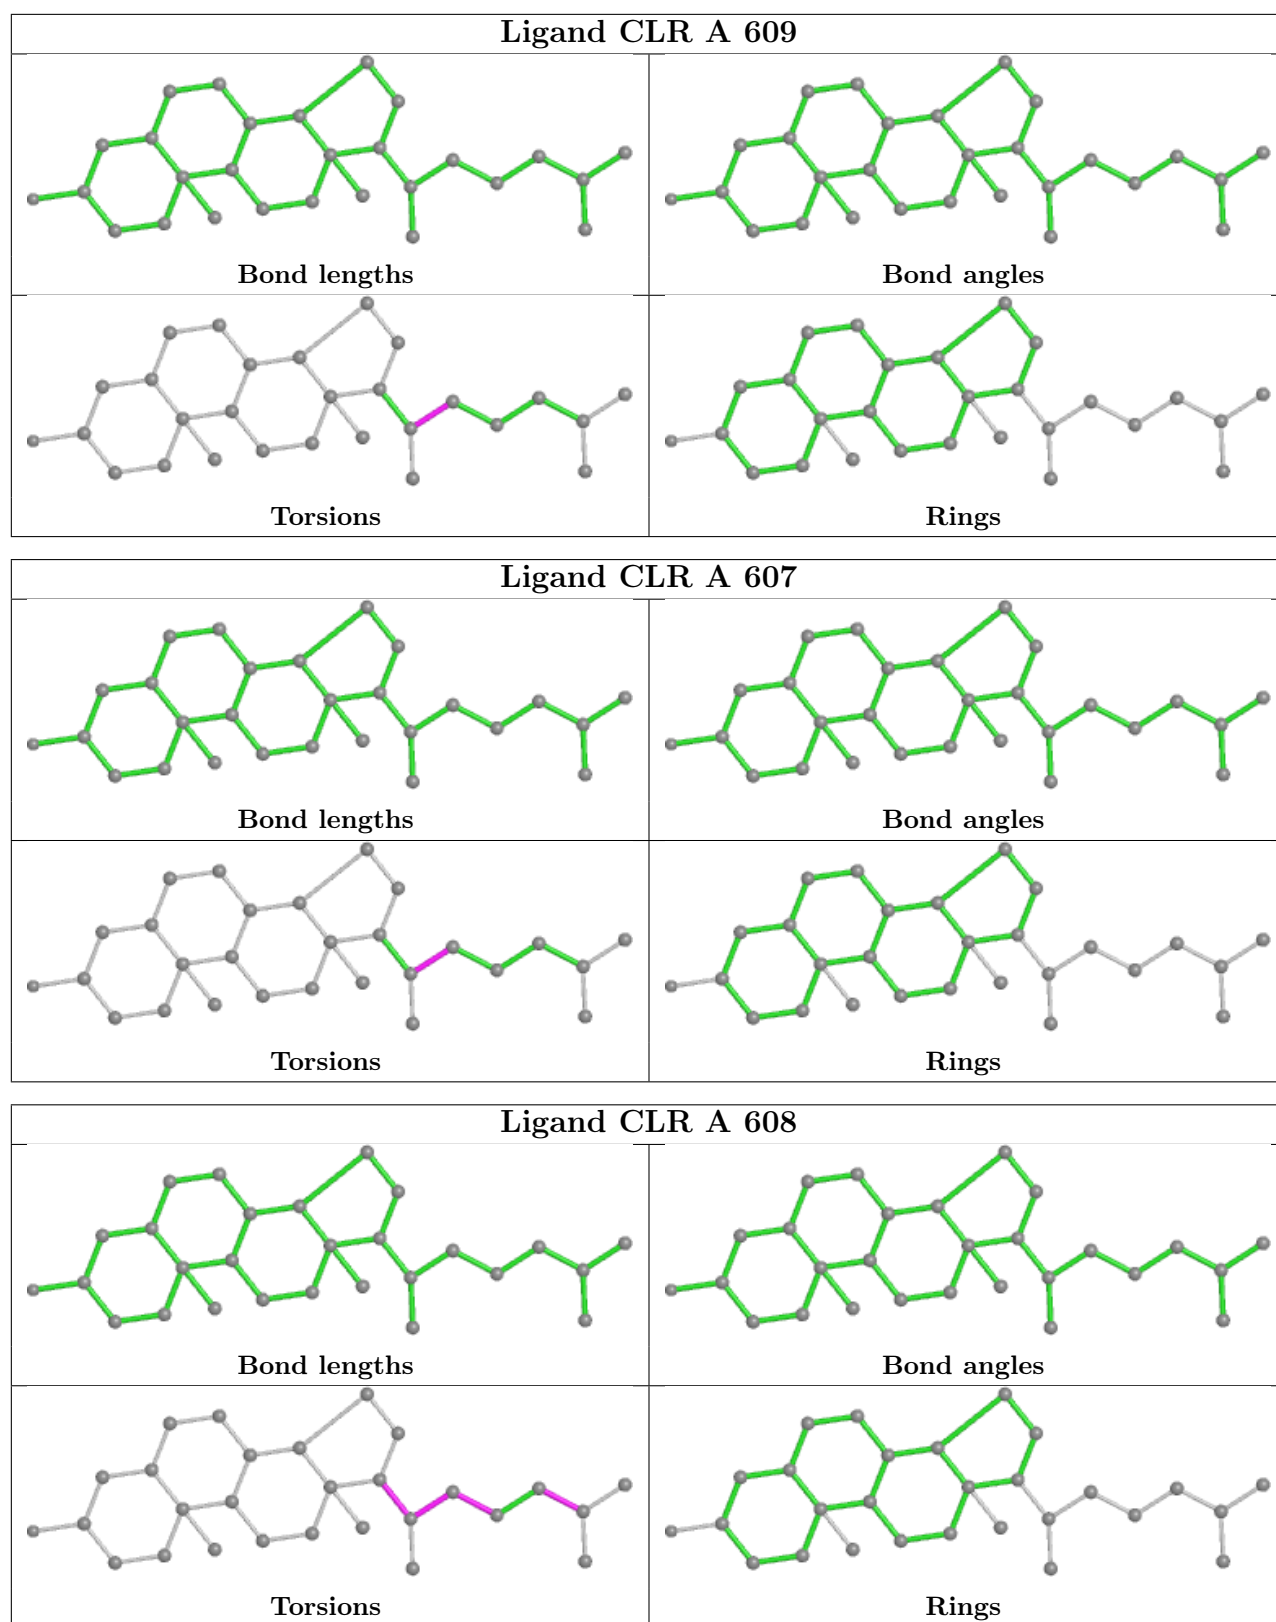 Ligand CLR A 609
Bond lengths
Bond angles
Torsions
Rings
Ligand CLR A 607
Bond lengths
Bond angles
Torsions
Rings
Ligand CLR A 608
Bond lengths
Bond angles
Torsions
Rings